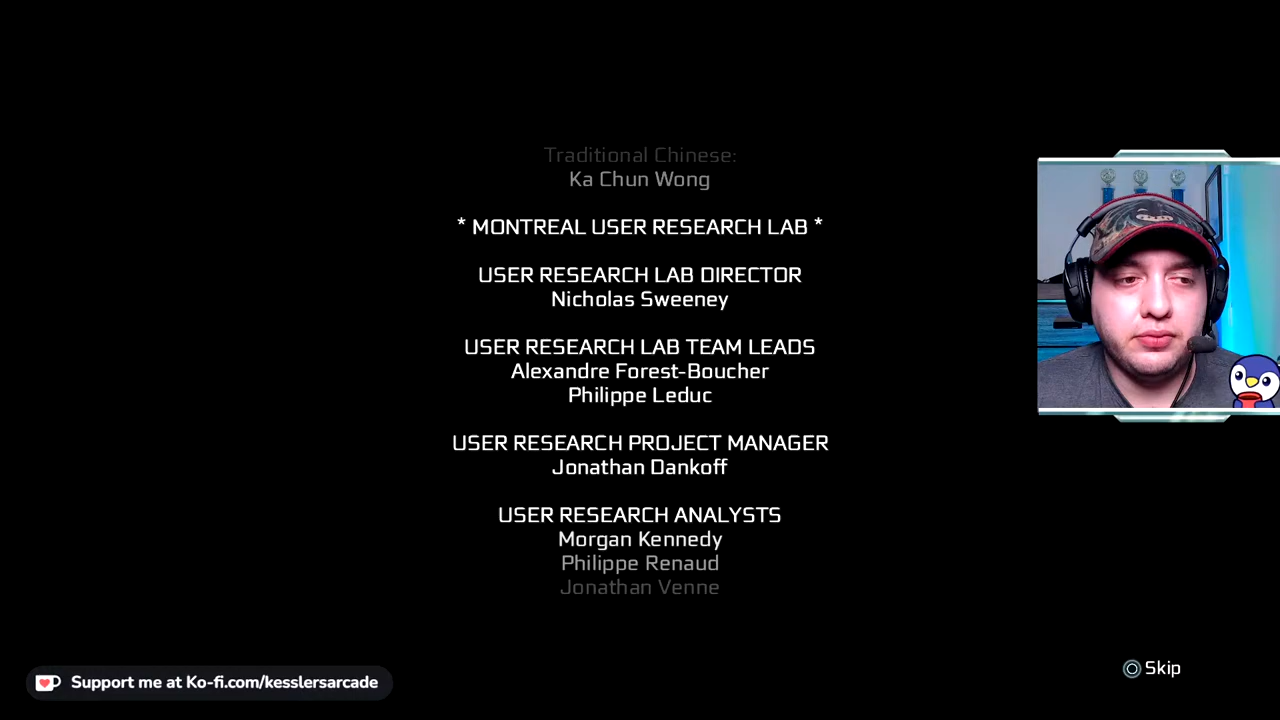 Traditional Chinese:
Ka Chun Wong
* MONTREAL USER RESEARCH LAB *
USER RESEARCH LAB DIRECTOR
Nicholas Sweeney
USER RESEARCH LAB TEAM LEADS
Alexandre Forest-Boucher
Philippe Leduc
USER RESEARCH PROJECT MANAGER
Jonathan Dankoff
USER RESEARCH ANALYSTS
Morgan Kennedy
Philippe Renaud
Jonathan Venne
Skip
Support me at Ko-fi.com/kesslersarcade